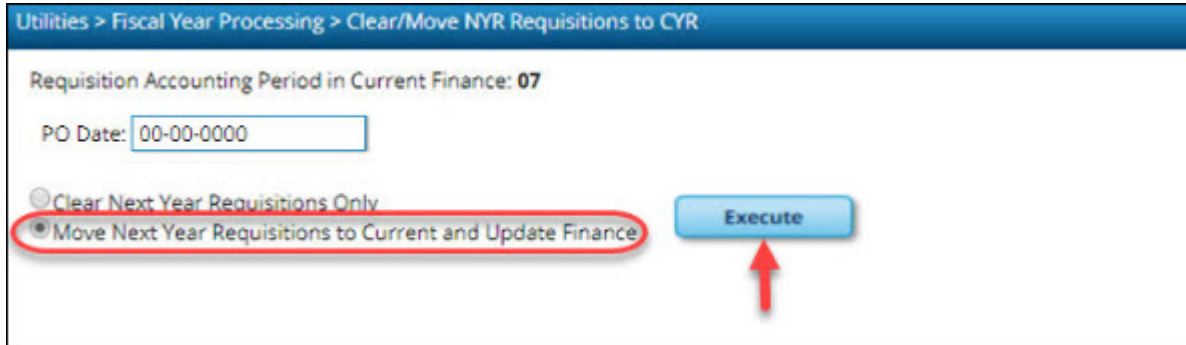 Utilities > Fiscal Year Processing > Clear/Move NYR Requisitions to CYR
Requisition Accounting Period in Current Finance: 07
PO Date: 00-00-0000
Clear Next Year Requisitions Only
Move Next Year Requisitions to Current and Update Finance
Execute